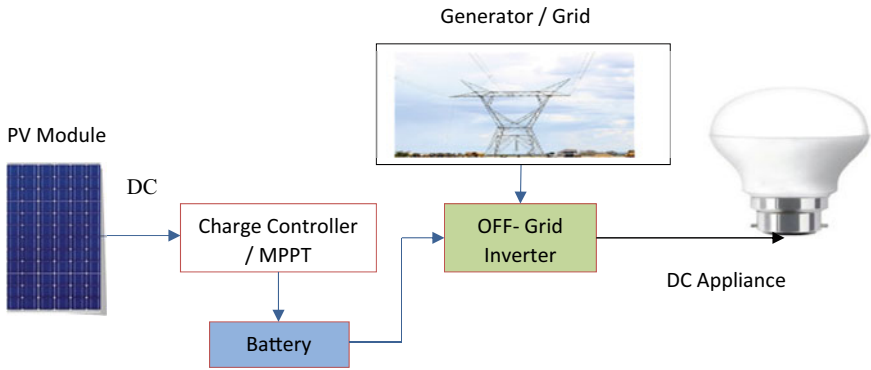 Generator / Grid
PV Module
DC
Charge Controller
/ MPPT
OFF- Grid
Inverter
DC Appliance
Battery